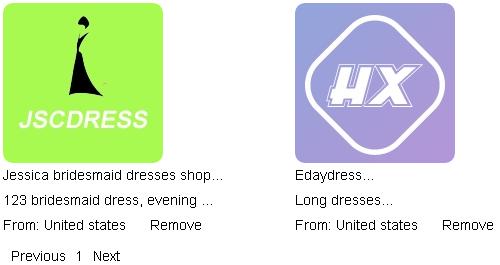 JSCDRESS
Jessica bridesmaid dresses shop...
123 bridesmaid dress, evening ...
From: United states Remove
HX
Edaydress...
Long dresses...
From: United states Remove
Previous 1 Next